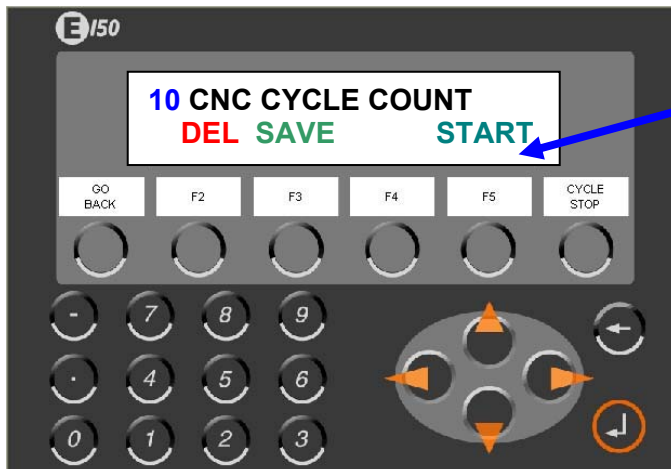 E 150
10 CNC CYCLE COUNT
DEL SAVE START
GO BACK F2 F3 F4 F5 CYCLE STOP
- 7 8 9
. 4 5 6
0 1 2 3